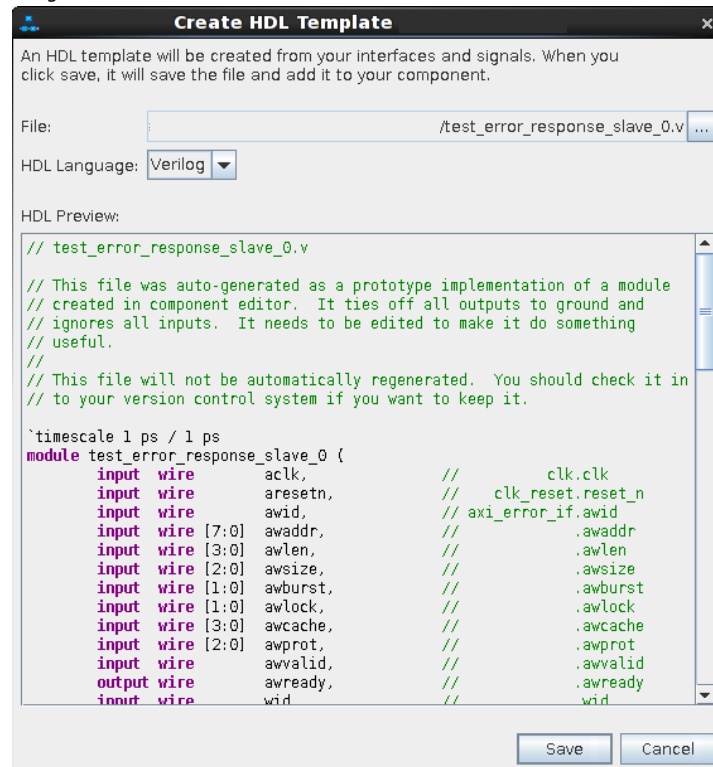 Create HDL Template
An HDL template will be created from your interfaces and signals. When you
click save, it will save the file and add it to your component.
File: /test_error_response_slave_0.v ...
HDL Language: Verilog
HDL Preview:
// test_error_response_slave_0.v
// This file was auto-generated as a prototype implementation of a module
// created in component editor.  It ties off all outputs to ground and
// ignores all inputs.  It needs to be edited to make it do something
// useful.
//
// This file will not be automatically regenerated.  You should check it in
// to your version control system if you want to keep it.
`timescale 1 ps / 1 ps
module test_error_response_slave_0 (
input wire aclk, // clk.clk
input wire aresetn, // clk_reset.reset_n
input wire awid, // axi_error_if.awid
input wire [7:0] awaddr, // .awaddr
input wire [3:0] awlen, // .awlen
input wire [2:0] awsize, // .awsize
input wire [1:0] awburst, // .awburst
input wire [1:0] awlock, // .awlock
input wire [3:0] awcache, // .awcache
input wire [2:0] awprot, // .awprot
input wire awvalid, // .awvalid
output wire awready, // .awready
input wire wid // wid
Save Cancel